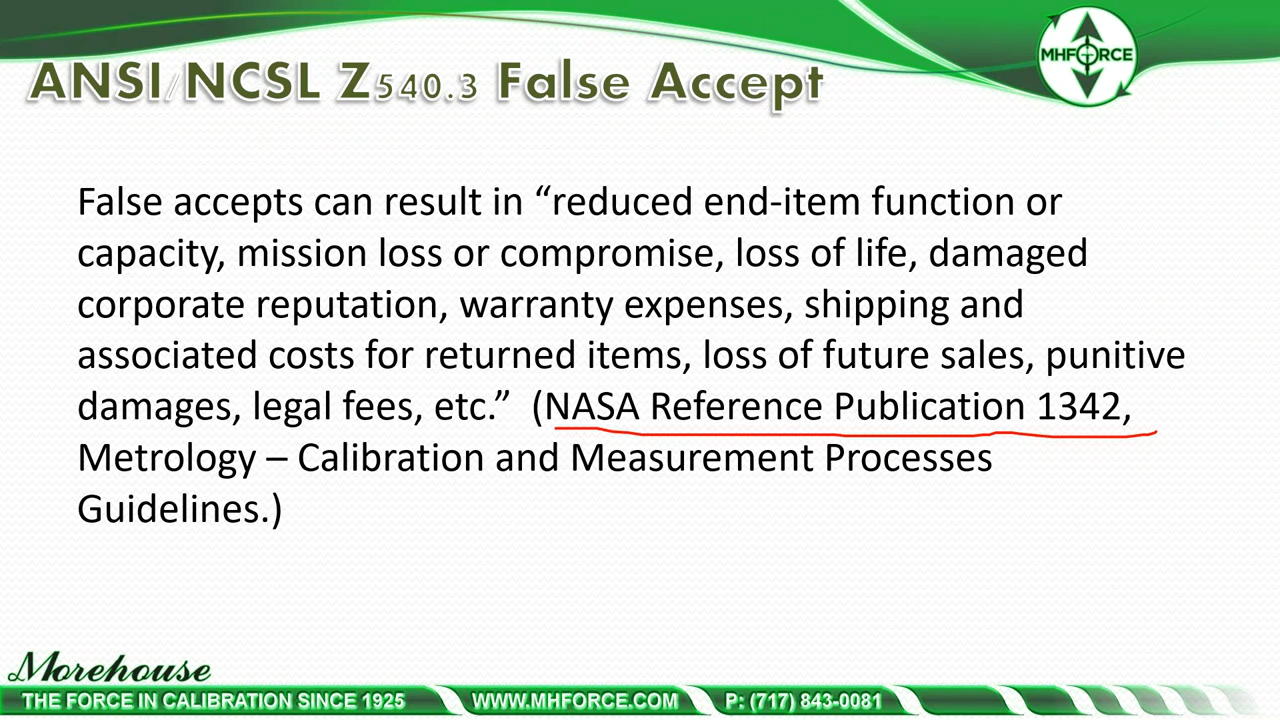 ANSI/NCSL Z540.3 False Accept
MHFORCE
False accepts can result in “reduced end-item function or
capacity, mission loss or compromise, loss of life, damaged
corporate reputation, warranty expenses, shipping and
associated costs for returned items, loss of future sales, punitive
damages, legal fees, etc.”  (NASA Reference Publication 1342,
Metrology – Calibration and Measurement Processes
Guidelines.)
Morehouse
THE FORCE IN CALIBRATION SINCE 1925 WWW.MHFORCE.COM P: (717) 843-0081